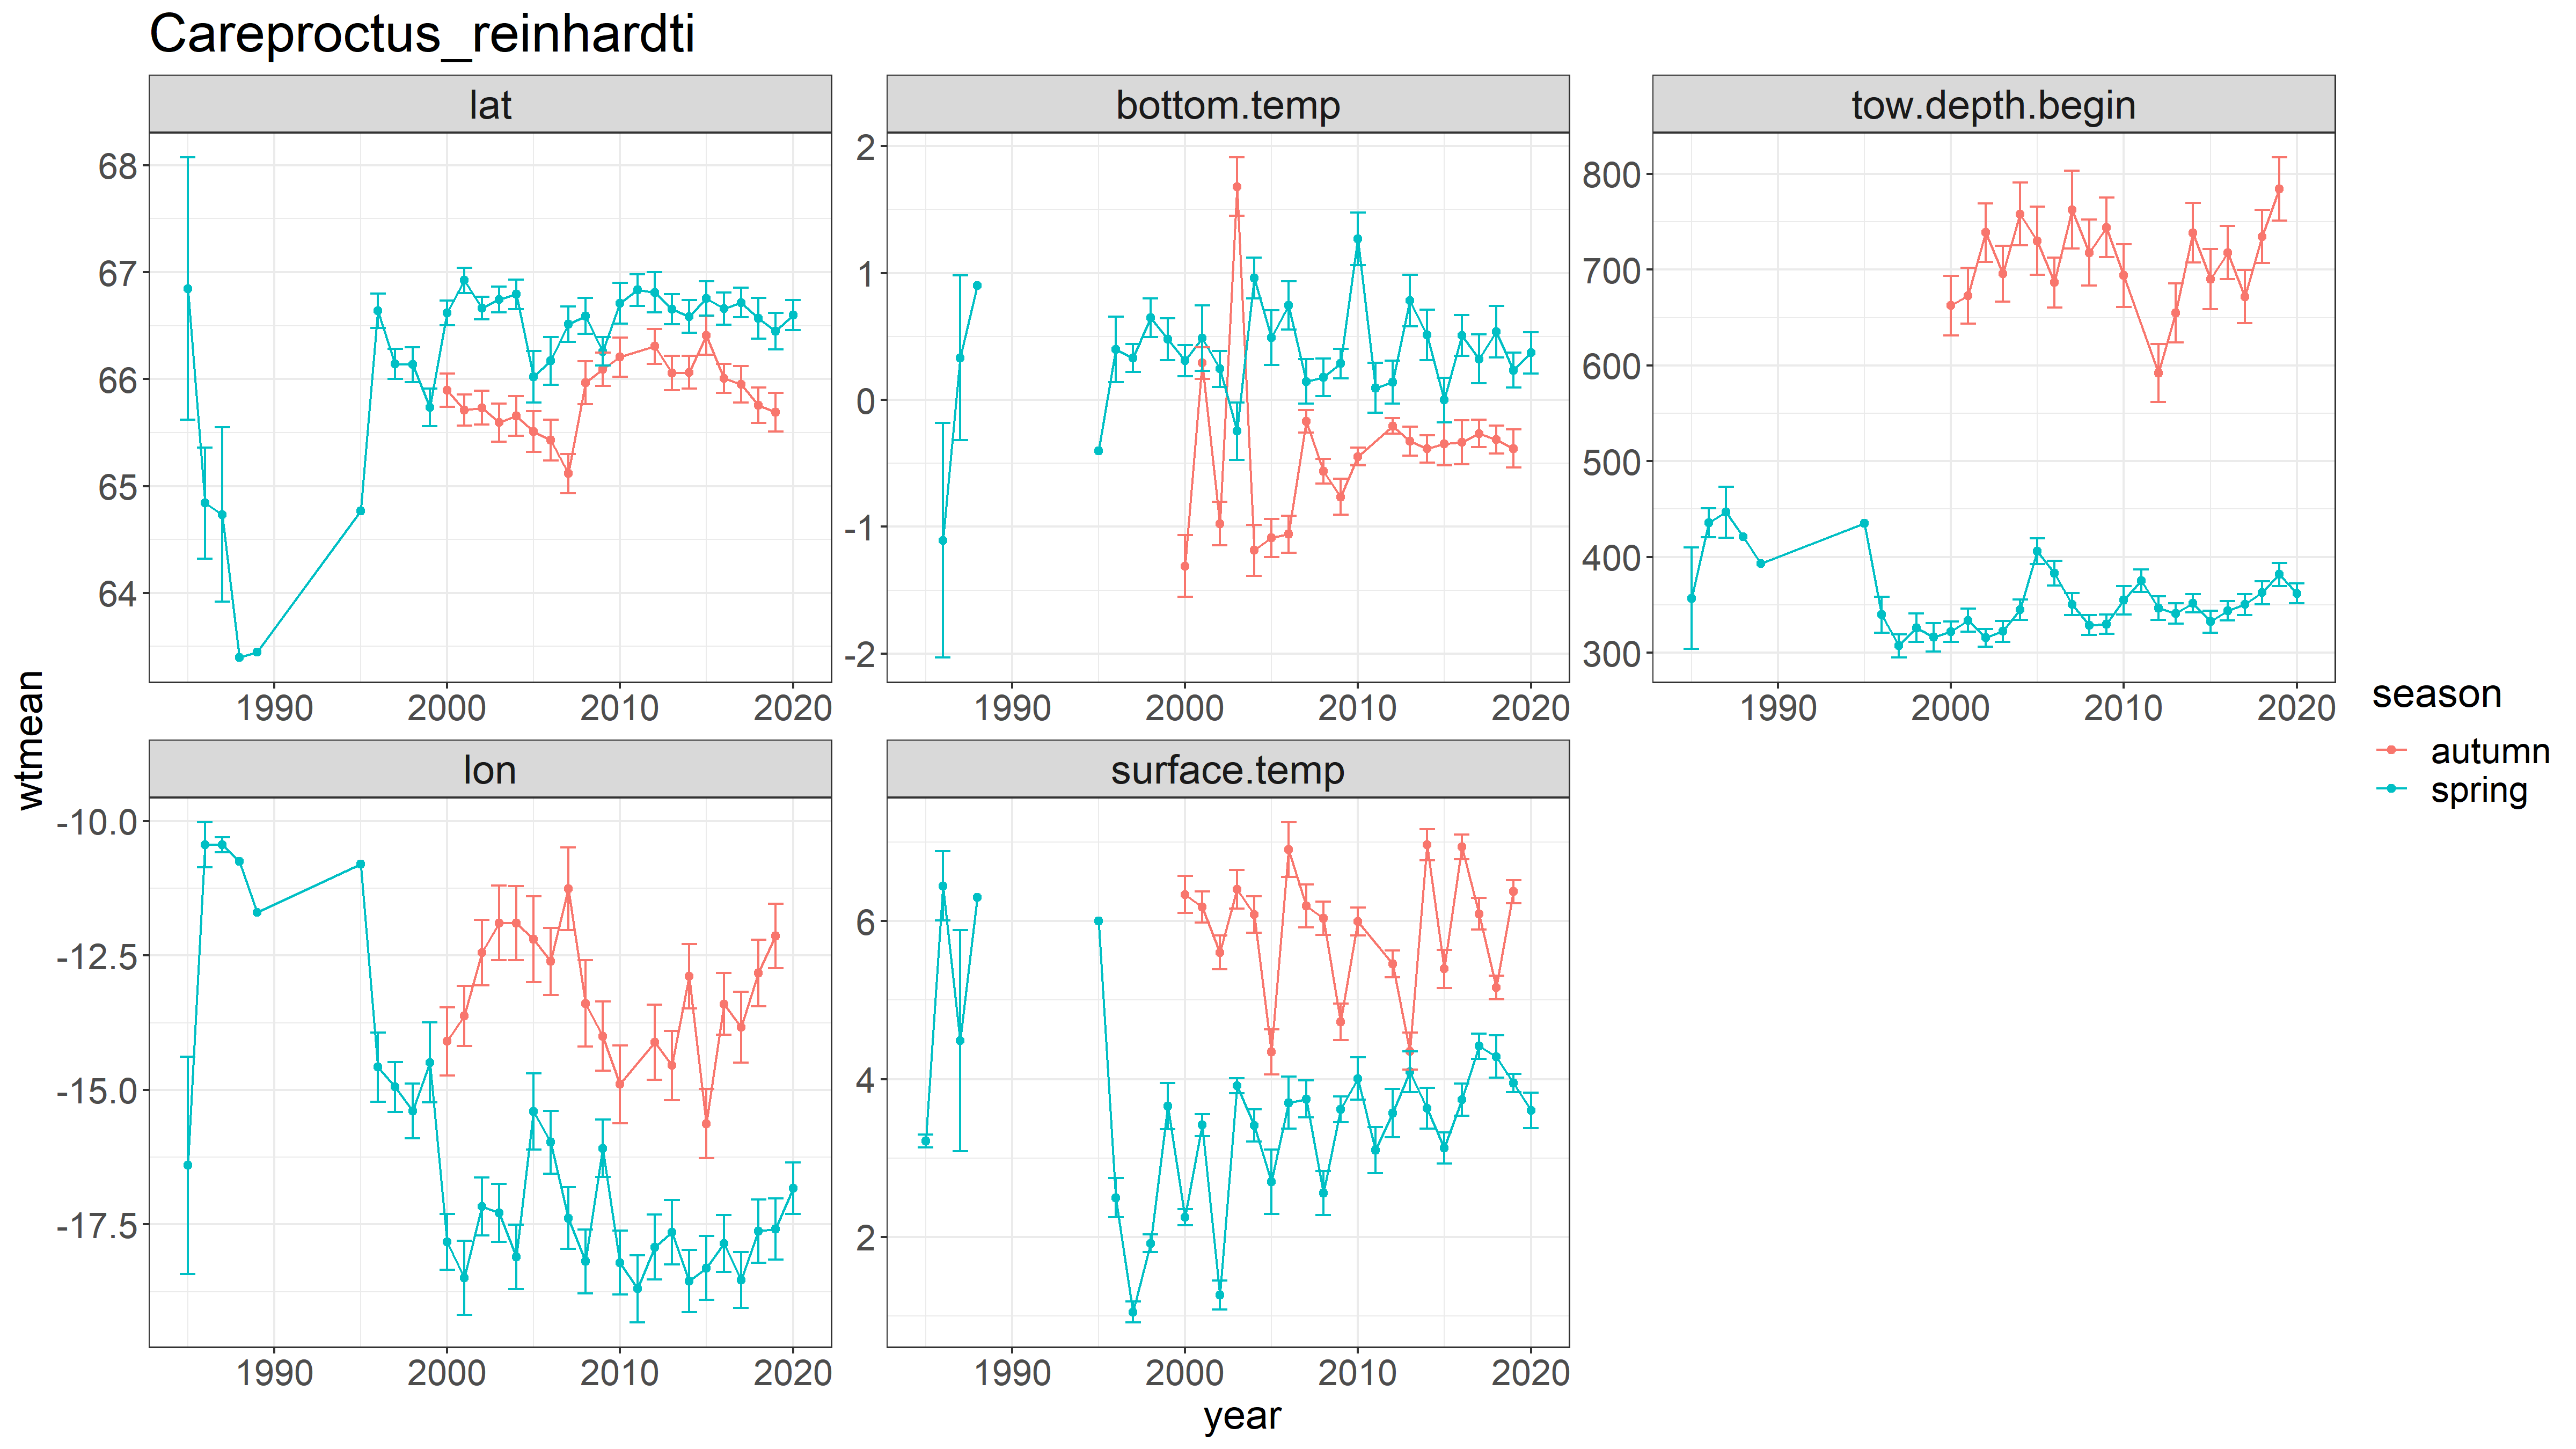 Careproctus_reinhardti
lat
bottom.temp
tow.depth.begin
68
67
66
65
64
2
1
0
-1
-2
800
700
600
500
400
300
1990 2000 2010 2020
1990 2000 2010 2020
1990 2000 2010 2020
lon
surface.temp
-10.0
-12.5
-15.0
-17.5
6
4
2
1990 2000 2010 2020
1990 2000 2010 2020
wtmean
year
season
autumn
spring